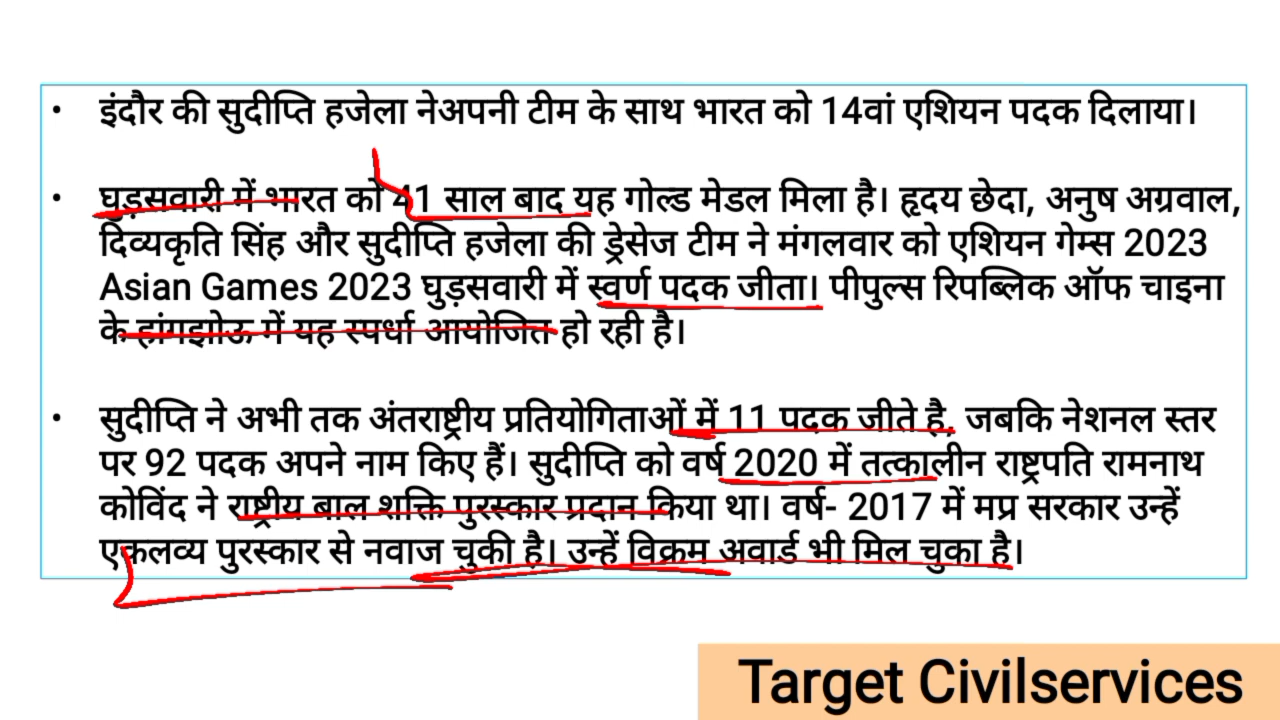 • इंदौर की सुदीप्ति हजेला नेअपनी टीम के साथ भारत को 14वां एशियन पदक दिलाया।
• घुड़सवारी में भारत को 41 साल बाद यह गोल्ड मेडल मिला है। हृदय छेदा, अनुष अग्रवाल,
दिव्यकृति सिंह और सुदीप्ति हजेला की ड्रेसेज टीम ने मंगलवार को एशियन गेम्स 2023
Asian Games 2023 घुड़सवारी में स्वर्ण पदक जीता। पीपुल्स रिपब्लिक ऑफ चाइना
के हांगझोऊ में यह स्पर्धा आयोजित हो रही है।
• सुदीप्ति ने अभी तक अंतराष्ट्रीय प्रतियोगिताओं में 11 पदक जीते है, जबकि नेशनल स्तर
पर 92 पदक अपने नाम किए हैं। सुदीप्ति को वर्ष 2020 में तत्कालीन राष्ट्रपति रामनाथ
कोविंद ने राष्ट्रीय बाल शक्ति पुरस्कार प्रदान किया था। वर्ष- 2017 में मप्र सरकार उन्हें
एकलव्य पुरस्कार से नवाज चुकी है। उन्हें विक्रम अवार्ड भी मिल चुका है।
Target Civilservices